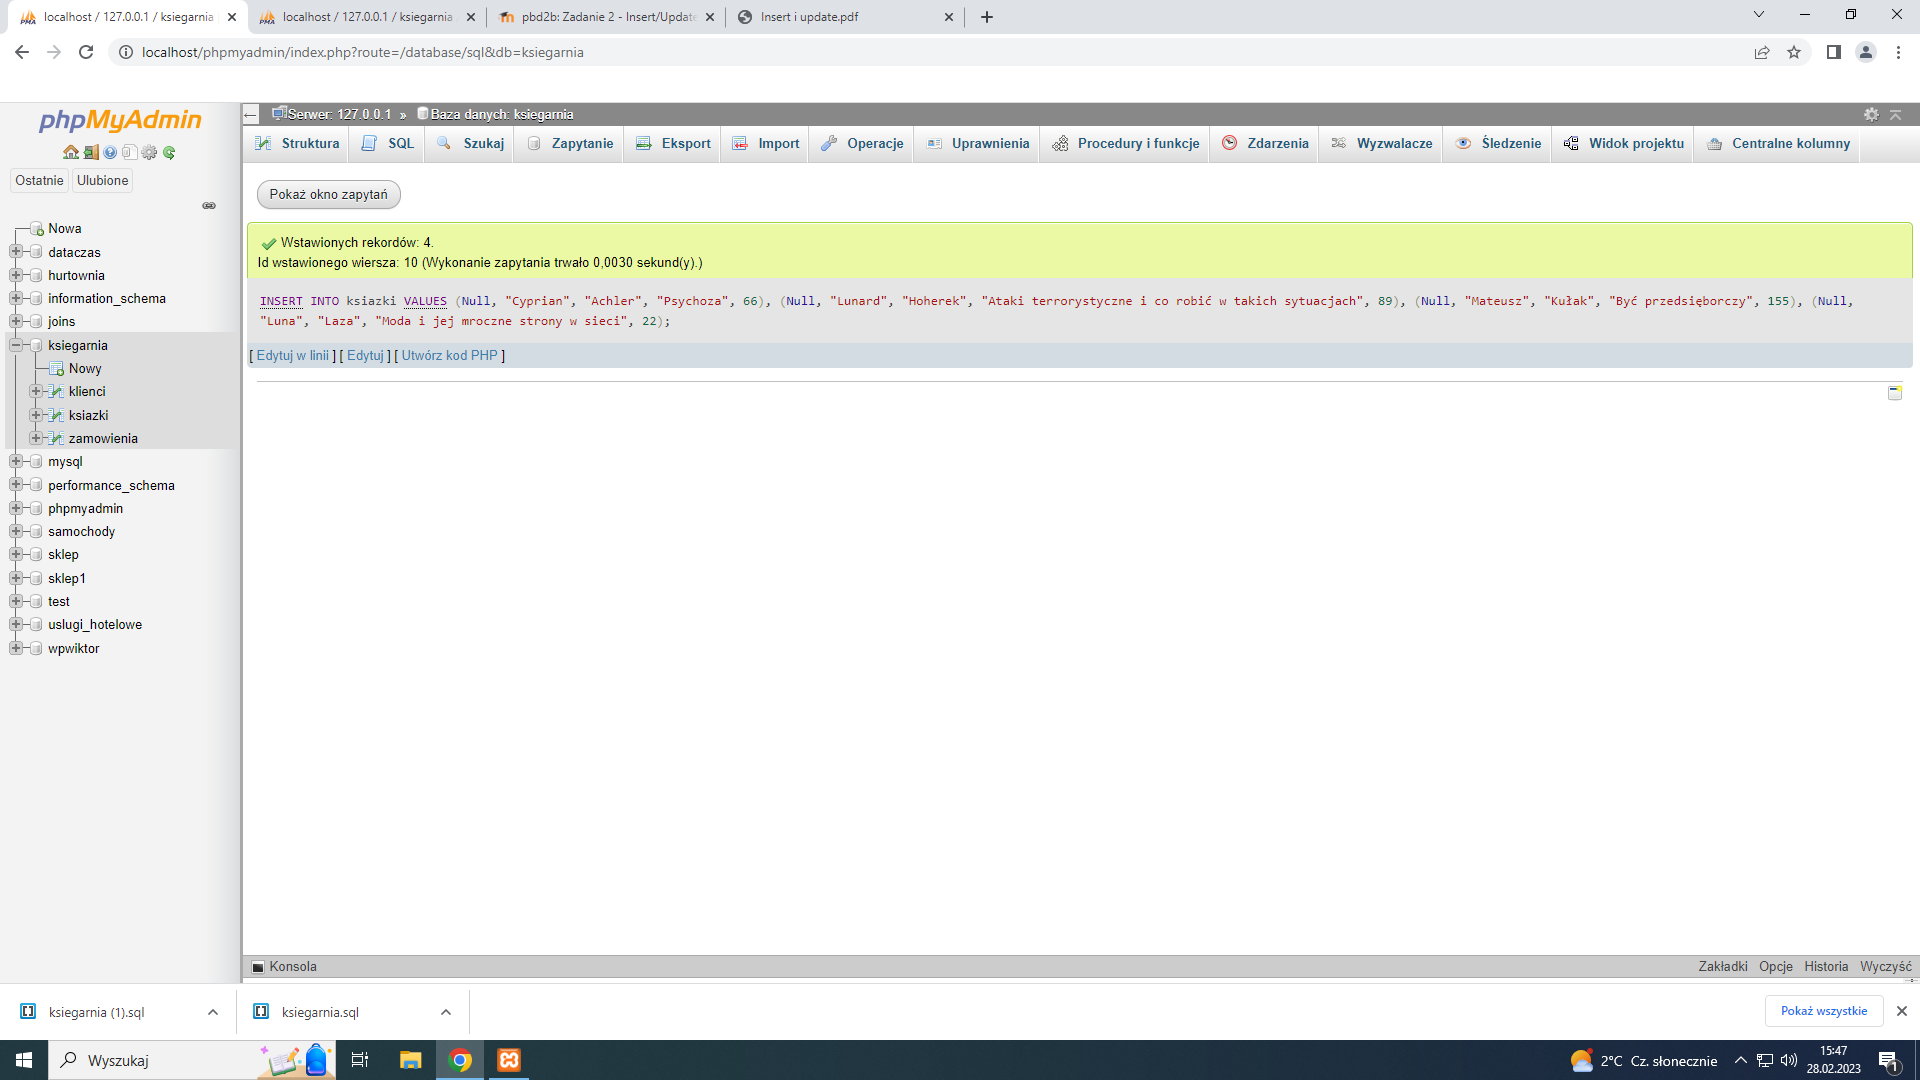 localhost / 127.0.0.1 / ksiegarnia
localhost / 127.0.0.1 / ksiegarnia
pbd2b: Zadanie 2 - Insert/Update
Insert i update.pdf
localhost/phpmyadmin/index.php?route=/database/sql&db=ksiegarnia
phpMyAdmin
Ostatnie
Ulubione
Nowa
dataczas
hurtownia
information_schema
joins
ksiegarnia
Nowy
klienci
ksiazki
zamowienia
mysql
performance_schema
phpmyadmin
samochody
sklep
sklep1
test
uslugi_hotelowe
wpwiktor
Serwer: 127.0.0.1 » Baza danych: ksiegarnia
Struktura
SQL
Szukaj
Zapytanie
Eksport
Import
Operacje
Uprawnienia
Procedury i funkcje
Zdarzenia
Wyzwalacze
Śledzenie
Widok projektu
Centralne kolumny
Pokaż okno zapytań
Wstawionych rekordów: 4.
Id wstawionego wiersza: 10 (Wykonanie zapytania trwało 0,0030 sekund(y).)
INSERT INTO ksiazki VALUES (Null, "Cyprian", "Achler", "Psychoza", 66), (Null, "Lunard", "Hoherek", "Ataki terrorystyczne i co robić w takich sytuacjach", 89), (Null, "Mateusz", "Kułak", "Być przedsięborczy", 155), (Null,
"Luna", "Laza", "Moda i jej mroczne strony w sieci", 22);
[ Edytuj w linii ] [ Edytuj ] [ Utwórz kod PHP ]
Konsola
Zakładki
Opcje
Historia
Wyczyść
ksiegarnia (1).sql
ksiegarnia.sql
Pokaż wszystkie
Wyszukaj
2°C Cz. słonecznie
15:47
28.02.2023
1